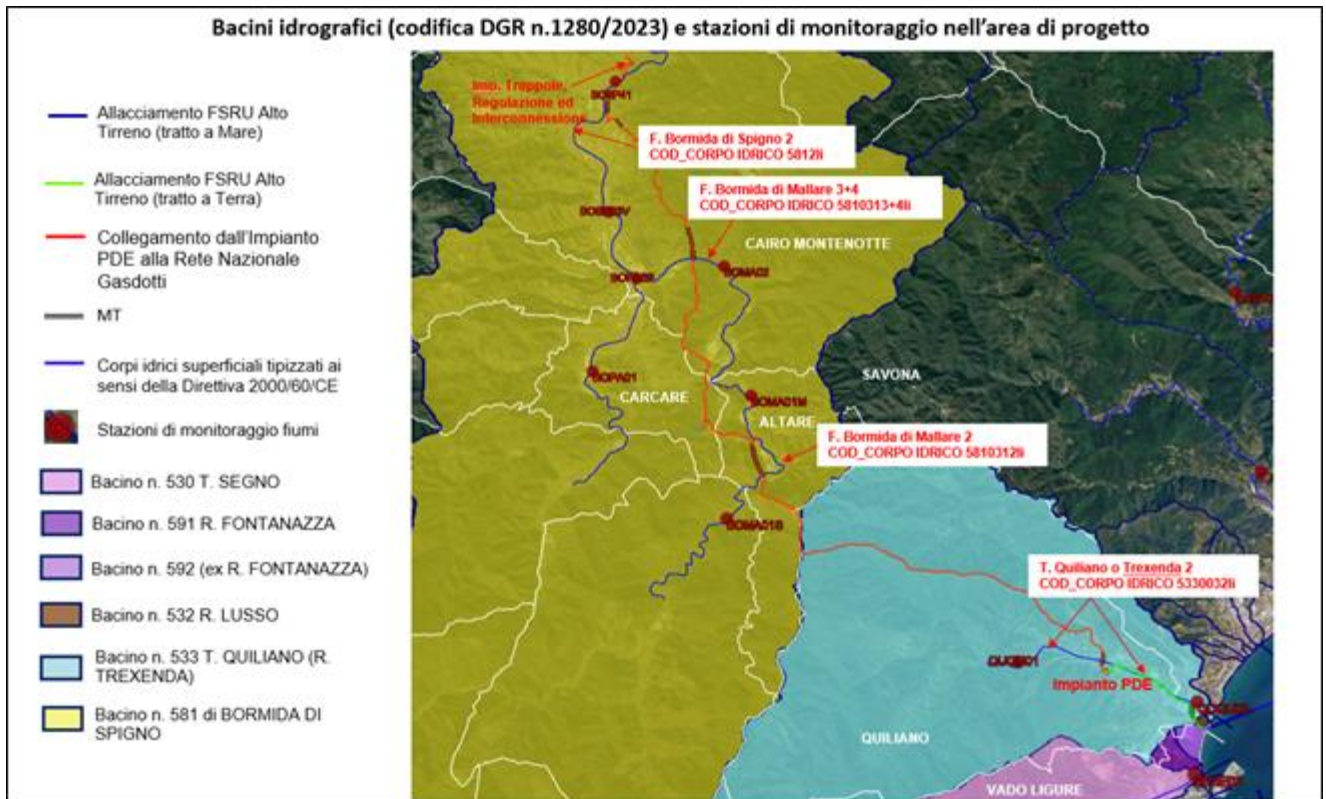 Bacini idrografici (codifica DGR n.1280/2023) e stazioni di monitoraggio nell'area di progetto
Allacciamento FSRU Alto
Tirreno (tratto a Mare)
Allacciamento FSRU Alto
Tirreno (tratto a Terra)
Collegamento dall'Impianto
PDE alla Rete Nazionale
Gasdotti
MT
Corpi idrici superficiali tipizzati ai
sensi della Direttiva 2000/60/CE
Stazioni di monitoraggio fiumi
Bacino n. 530 T. SEGNO
Bacino n. 591 R. FONTANAZZA
Bacino n. 592 (ex R. FONTANAZZA)
Bacino n. 532 R. LUSSO
Bacino n. 533 T. QUILIANO (R.
TREXENDA)
Bacino n. 581 di BORMIDA DI
SPIGNO
Imp. Trappole,
Regolazione ed
Interconnessione
F. Bormida di Spigno 2
COD_CORPO IDRICO 5812li
F. Bormida di Mallare 3+4
COD_CORPO IDRICO 5810313+4li
CAIRO MONTENOTTE
BOMA02
SAVONA
BOPA01
CARCARE
BOMA01M
ALTARE
F. Bormida di Mallare 2
COD_CORPO IDRICO 5810312li
T. Quiliano o Trexenda 2
COD_CORPO IDRICO 5330032li
Impianto PDE
QUILIANO
VADO LIGURE